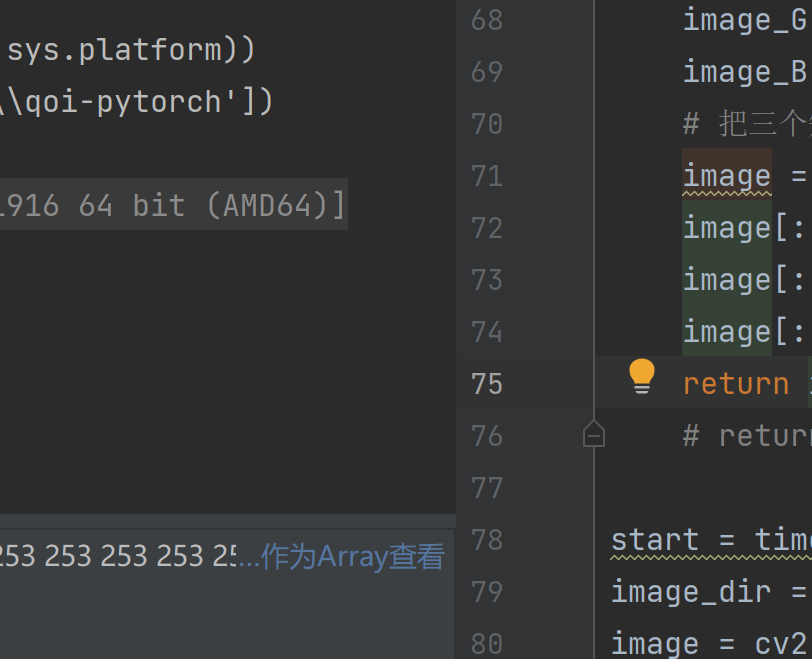 sys.platform))
\\qoi-pytorch'])
1916 64 bit (AMD64)]
253 253 253 253 25...作为Array查看
68 image_G
69 image_B
70 # 把三个
71 image =
72 image[:
73 image[:
74 image[:
75 return
76 # return
77
78 start = time
79 image_dir =
80 image = cv2